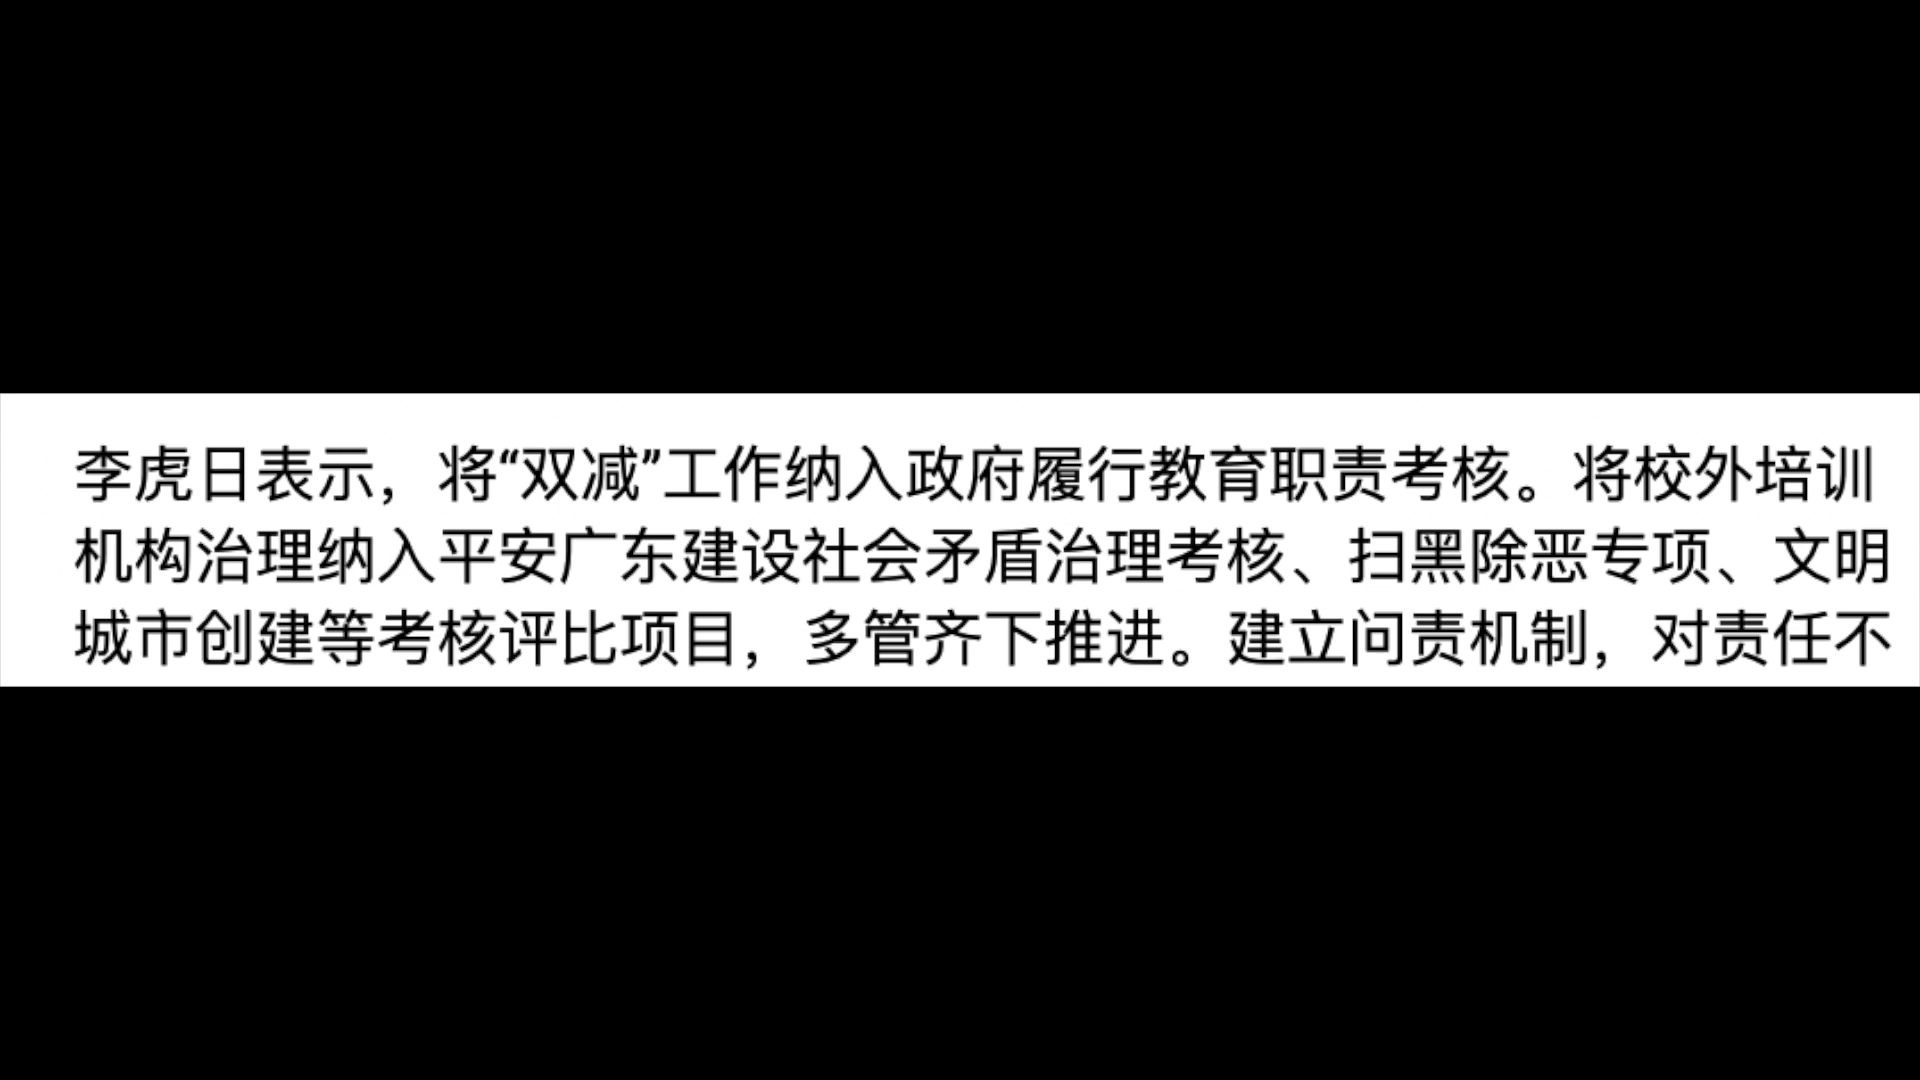 李虎日表示，将“双减”工作纳入政府履行教育职责考核。将校外培训
机构治理纳入平安广东建设社会矛盾治理考核、扫黑除恶专项、文明
城市创建等考核评比项目，多管齐下推进。建立问责机制，对责任不